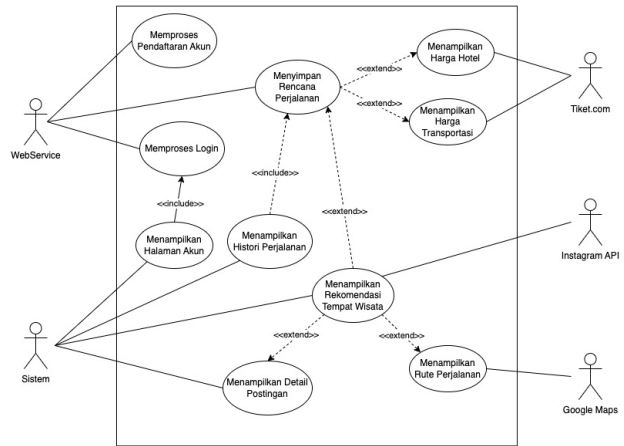 Memproses
Pendaftaran Akun
Menyimpan
Rencana
Perjalanan
<<extend>>
Menampilkan
Harga Hotel
<<extend>>
Menampilkan
Harga
Transportasi
Tiket.com
WebService
Memproses Login
<<include>>
<<include>>
<<extend>>
Menampilkan
Halaman Akun
Menampilkan
Histori Perjalanan
Instagram API
Menampilkan
Rekomendasi
Tempat Wisata
<<extend>>
<<extend>>
Sistem
Menampilkan Detail
Postingan
Menampilkan
Rute Perjalanan
Google Maps